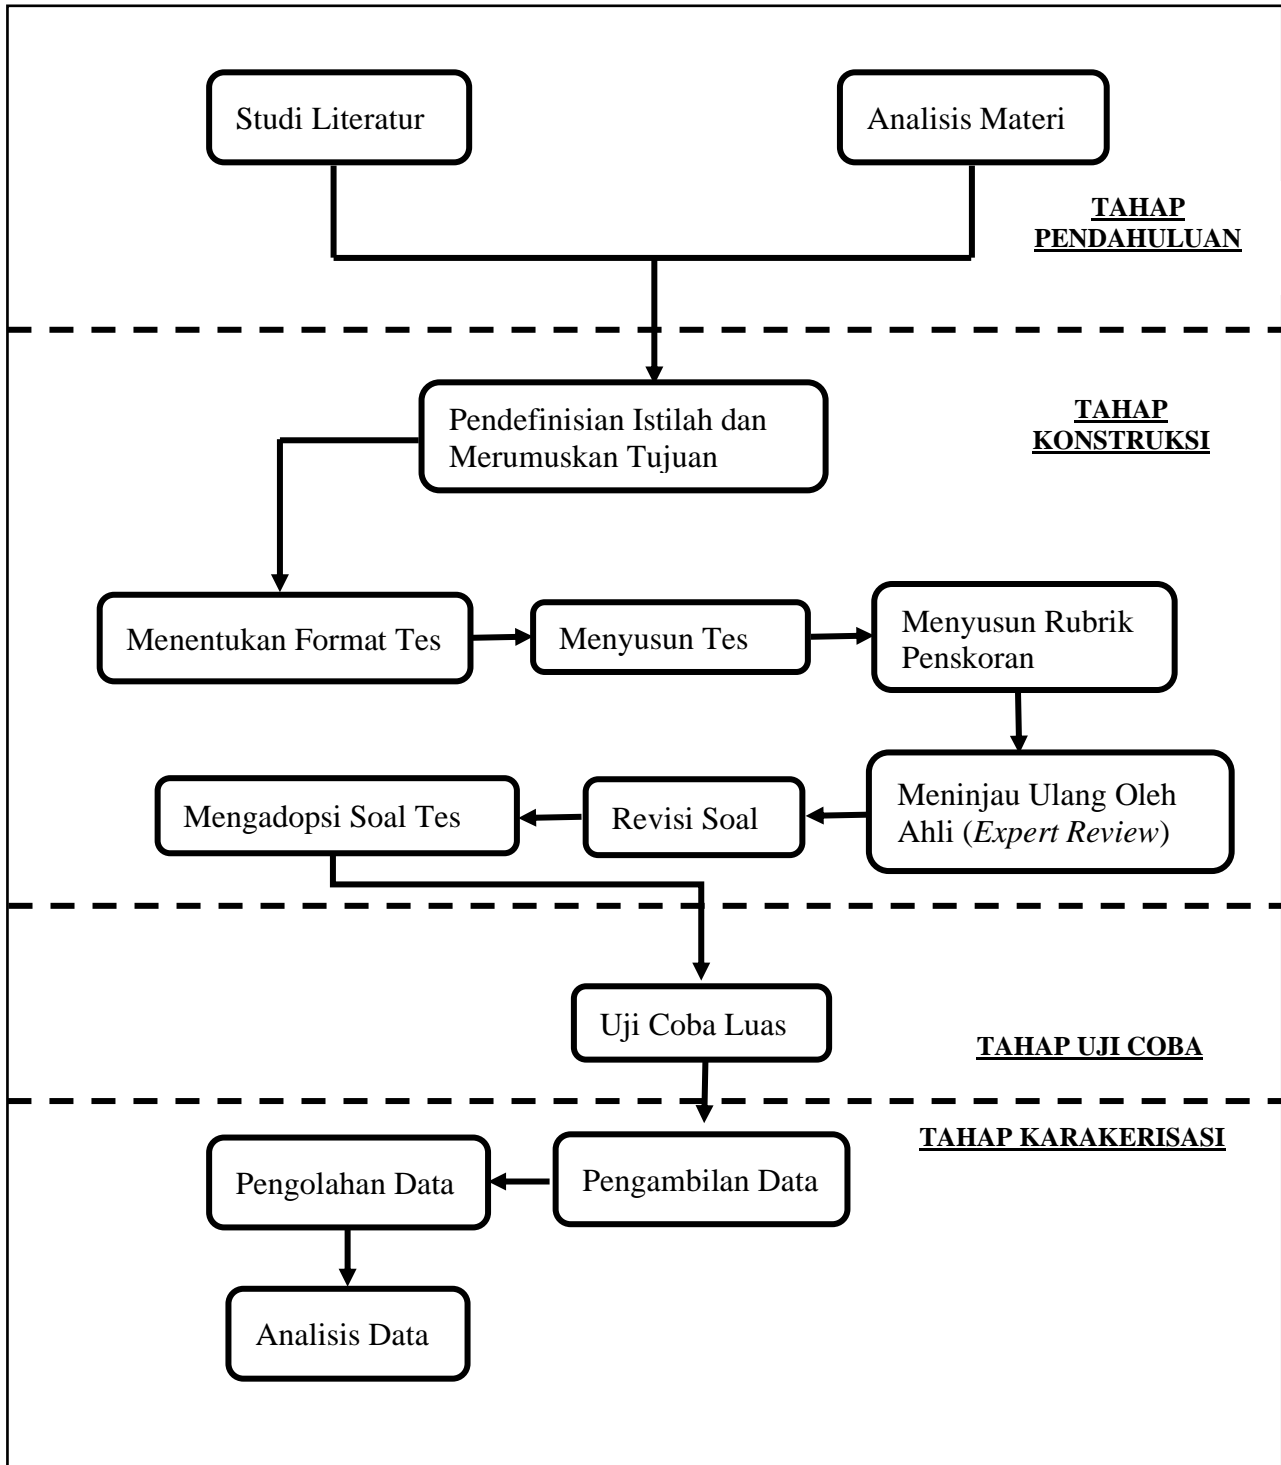 Studi Literatur
Analisis Materi
TAHAP
PENDAHULUAN
Pendefinisian Istilah dan
Merumuskan Tujuan
TAHAP
KONSTRUKSI
Menentukan Format Tes
Menyusun Tes
Menyusun Rubrik
Penskoran
Meninjau Ulang Oleh
Ahli (Expert Review)
Revisi Soal
Mengadopsi Soal Tes
Uji Coba Luas
TAHAP UJI COBA
TAHAP KARAKERISASI
Pengambilan Data
Pengolahan Data
Analisis Data